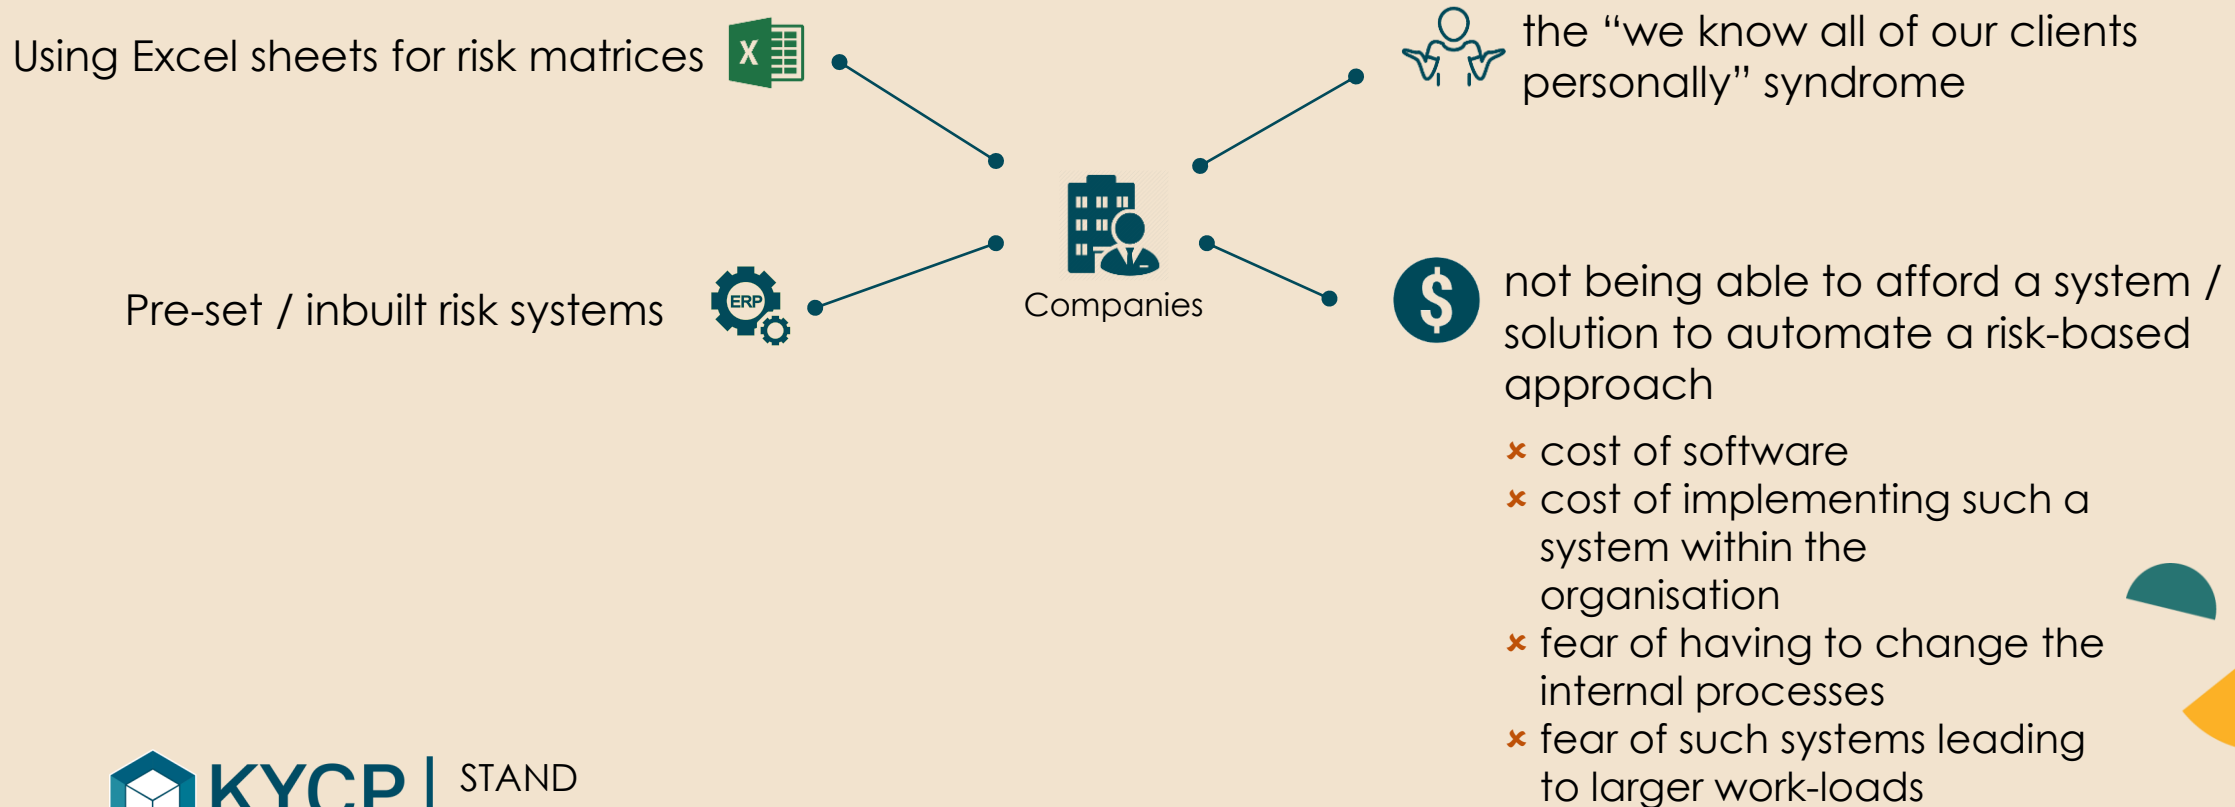 Using Excel sheets for risk matrices
X
the “we know all of our clients
personally” syndrome
Pre-set / inbuilt risk systems
ERP
Companies
$
not being able to afford a system /
solution to automate a risk-based
approach
× cost of software
× cost of implementing such a
system within the
organisation
× fear of having to change the
internal processes
× fear of such systems leading
to larger work-loads
KYCP | STAND